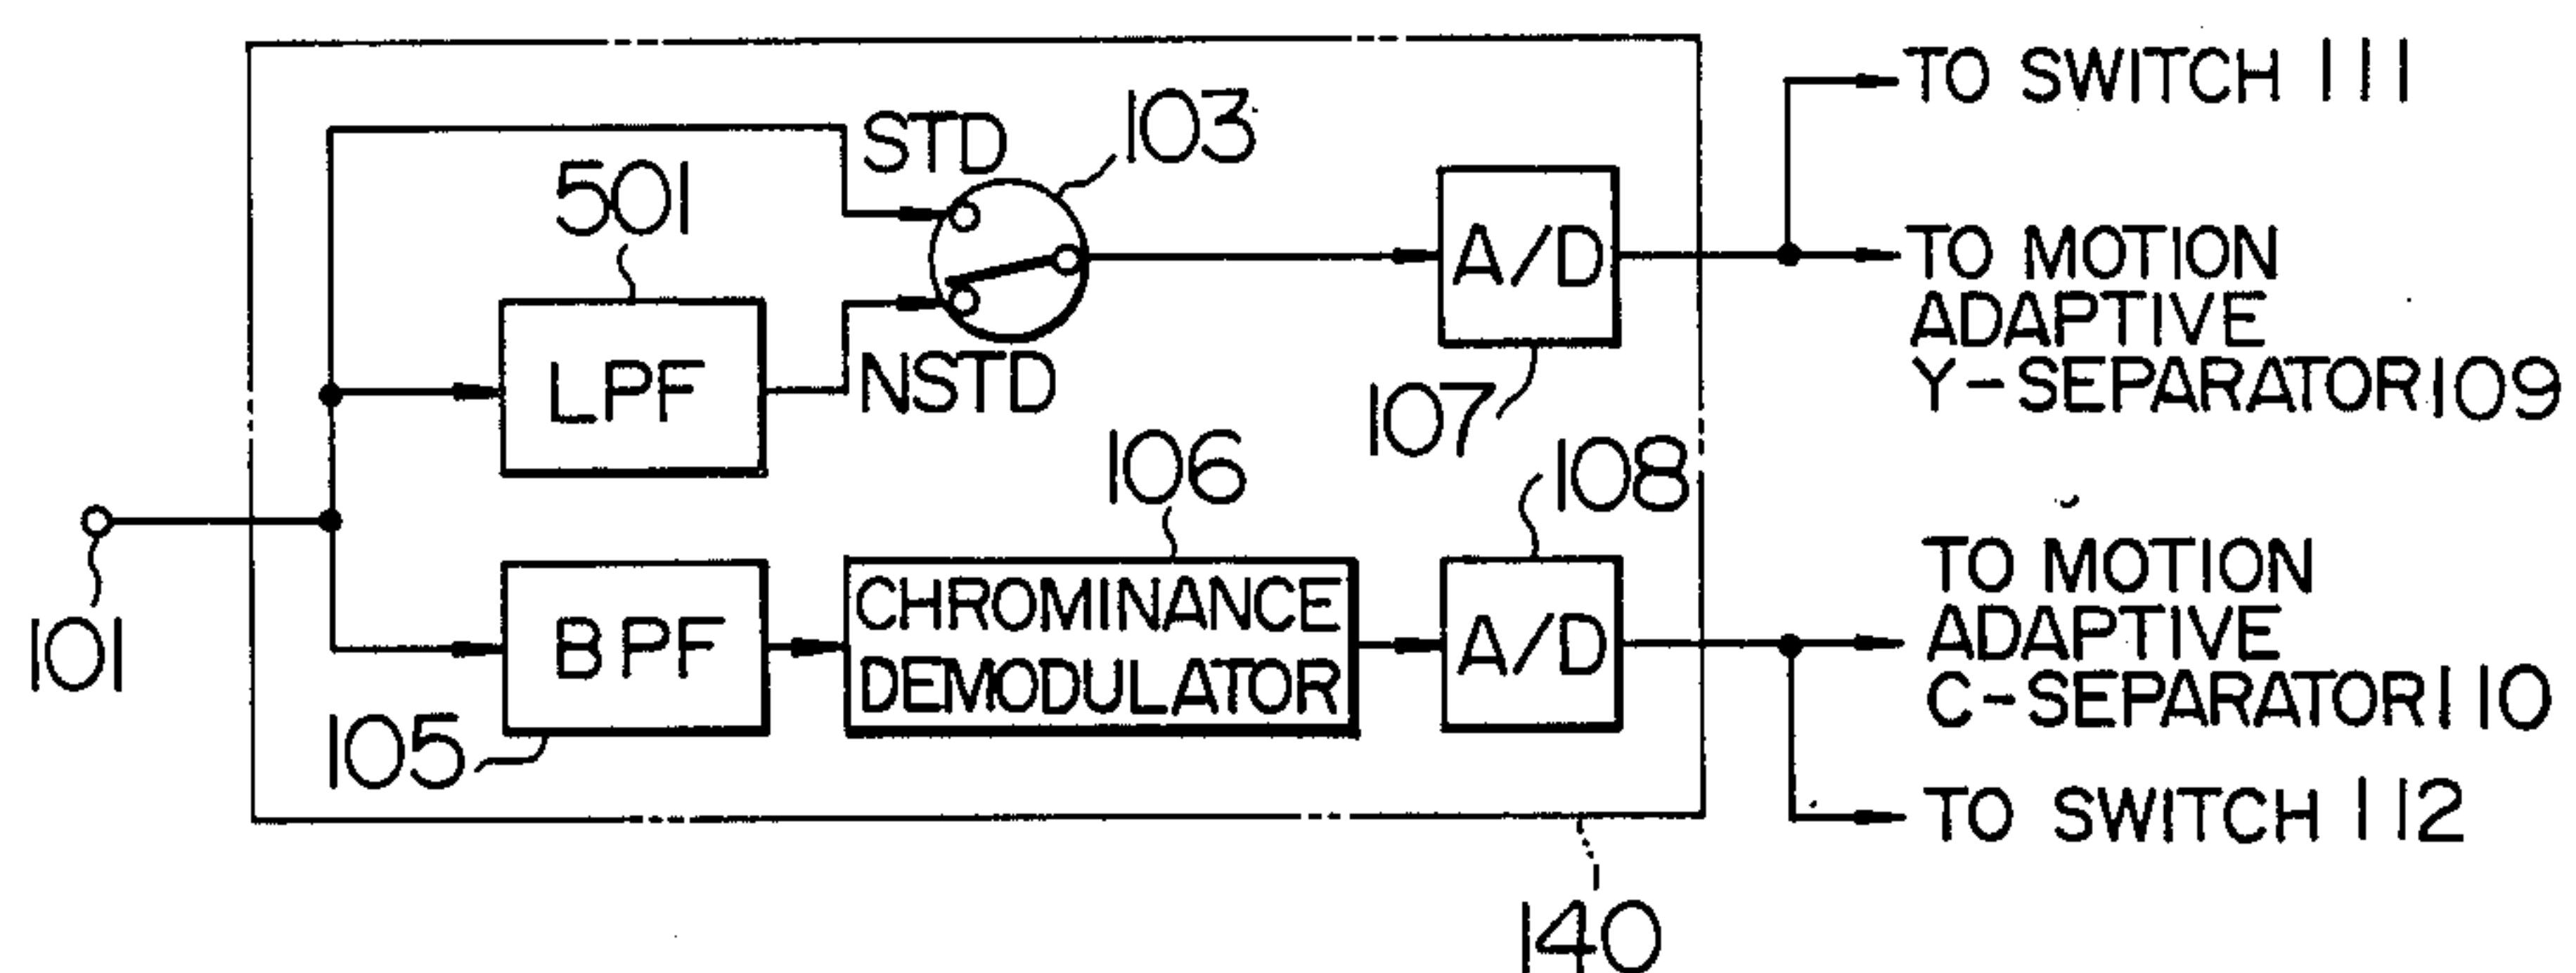 TO SWITCH 111
103
STD
501
A/D
TO MOTION
ADAPTIVE
Y-SEPARATOR 109
LPF
NSTD
107
106
108
101
BPF
CHROMINANCE
DEMODULATOR
A/D
TO MOTION
ADAPTIVE
C-SEPARATOR 110
105
TO SWITCH 112
140